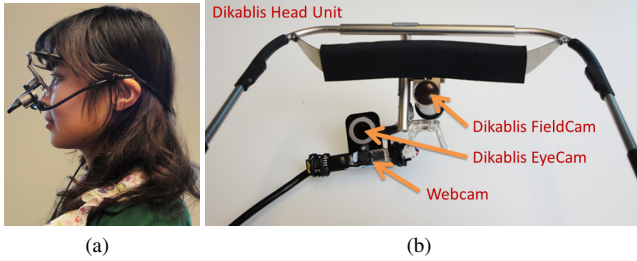 Dikablis Head Unit
Dikablis FieldCam
Dikablis EyeCam
Webcam
(a)
(b)